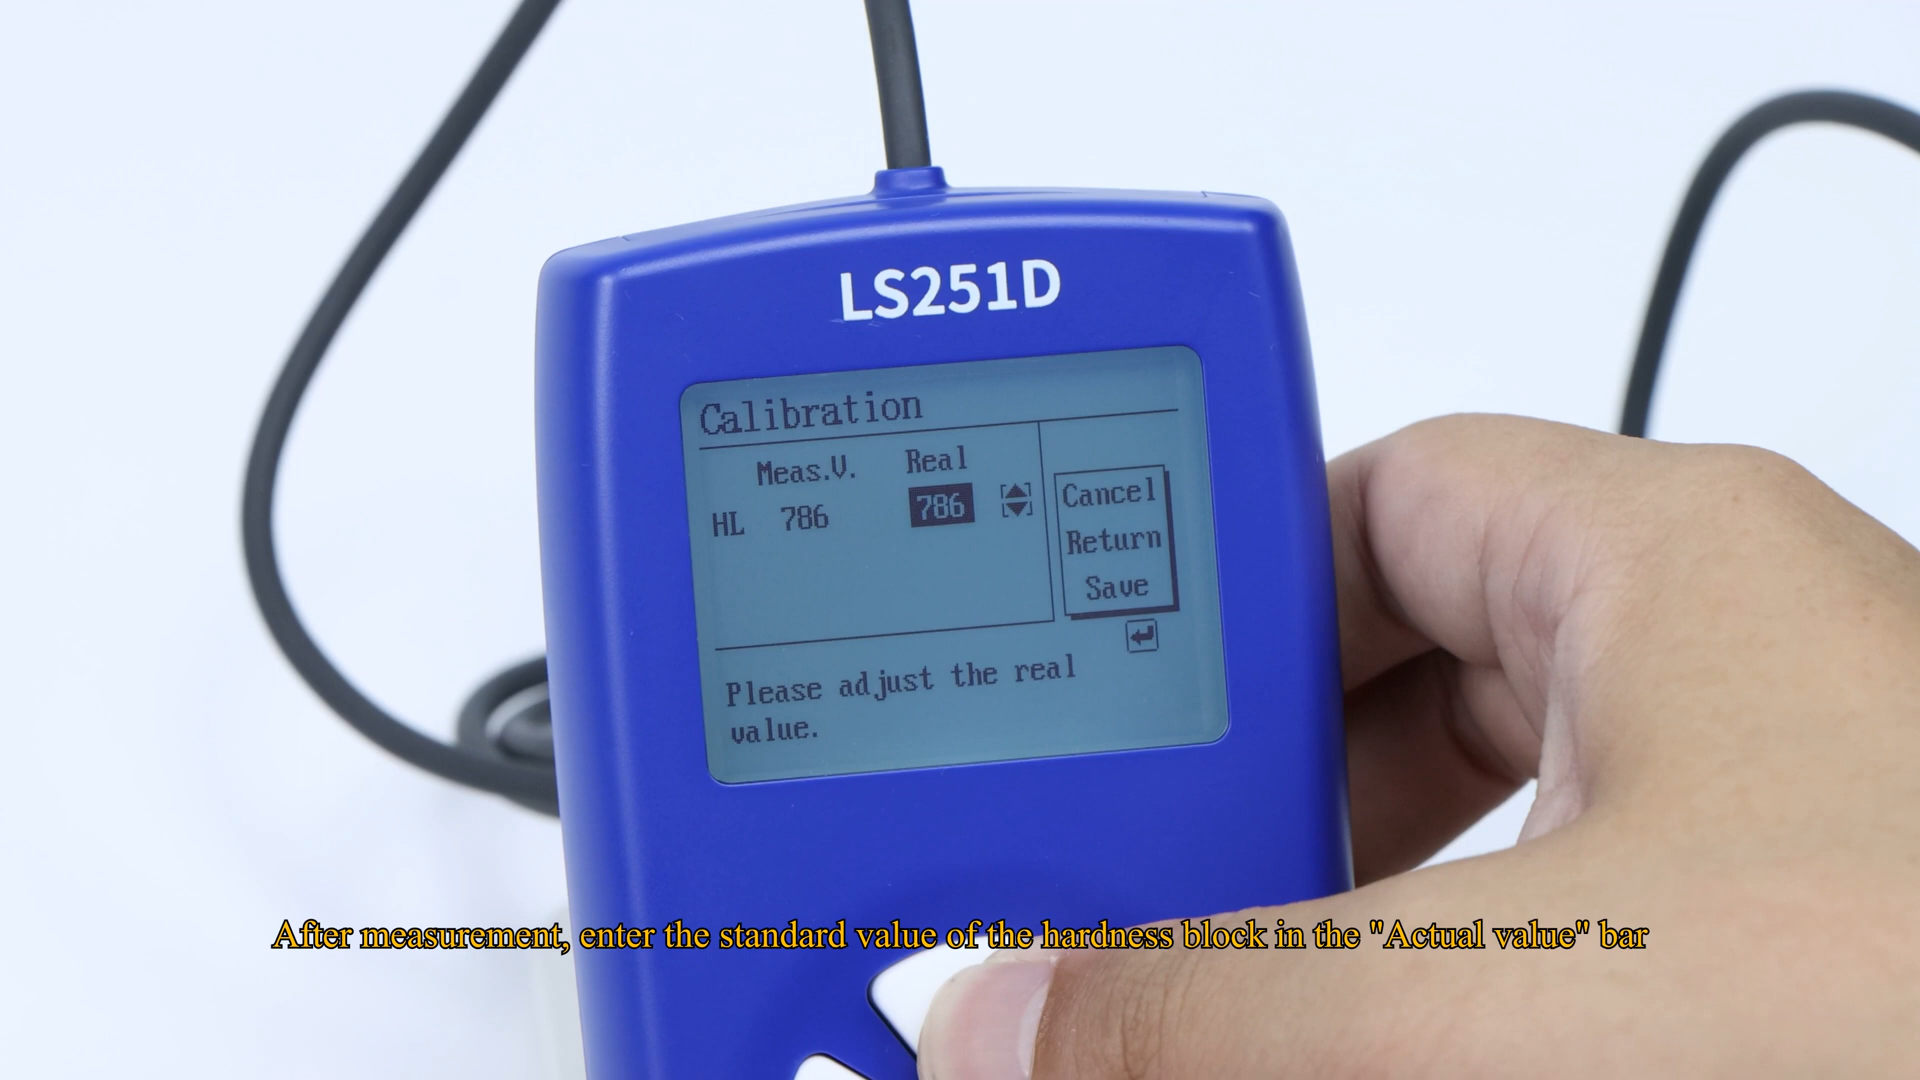 LS251D
Calibration
Meas.V. Real
HL 786 786
Cancel
Return
Save
Please adjust the real
value.
After measurement, enter the standard value of the hardness block in the "Actual value" bar